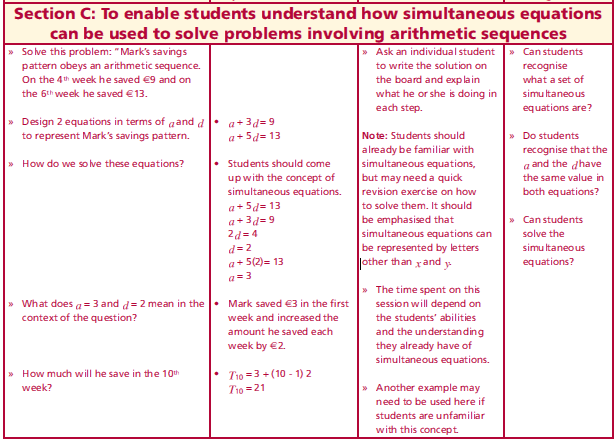 Section C: To enable students understand how simultaneous equations
can be used to solve problems involving arithmetic sequences
» Solve this problem: “Mark’s savings
pattern obeys an arithmetic sequence.
On the 4th week he saved €9 and on
the 6th week he saved €13.
» Design 2 equations in terms of a and d
to represent Mark’s savings pattern.
» How do we solve these equations?
» What does a = 3 and d = 2 mean in the
context of the question?
» How much will he save in the 10th
week?
• a + 3d = 9
a + 5d = 13
• Students should come
up with the concept of
simultaneous equations.
a + 5d = 13
a + 3d = 9
2d = 4
d = 2
a + 5(2) = 13
a = 3
• Mark saved €3 in the first
week and increased the
amount he saved each
week by €2.
• T10 = 3 + (10 - 1) 2
T10 = 21
» Ask an individual student
to write the solution on
the board and explain
what he or she is doing in
each step.
Note: Students should
already be familiar with
simultaneous equations,
but may need a quick
revision exercise on how
to solve them. It should
be emphasised that
simultaneous equations can
be represented by letters
other than x and y.
» The time spent on this
session will depend on
the students’ abilities
and the understanding
they already have of
simultaneous equations.
» Another example may
need to be used here if
students are unfamiliar
with this concept.
» Can students
recognise
what a set of
simultaneous
equations are?
» Do students
recognise that the
a and the d have
the same value in
both equations?
» Can students
solve the
simultaneous
equations?